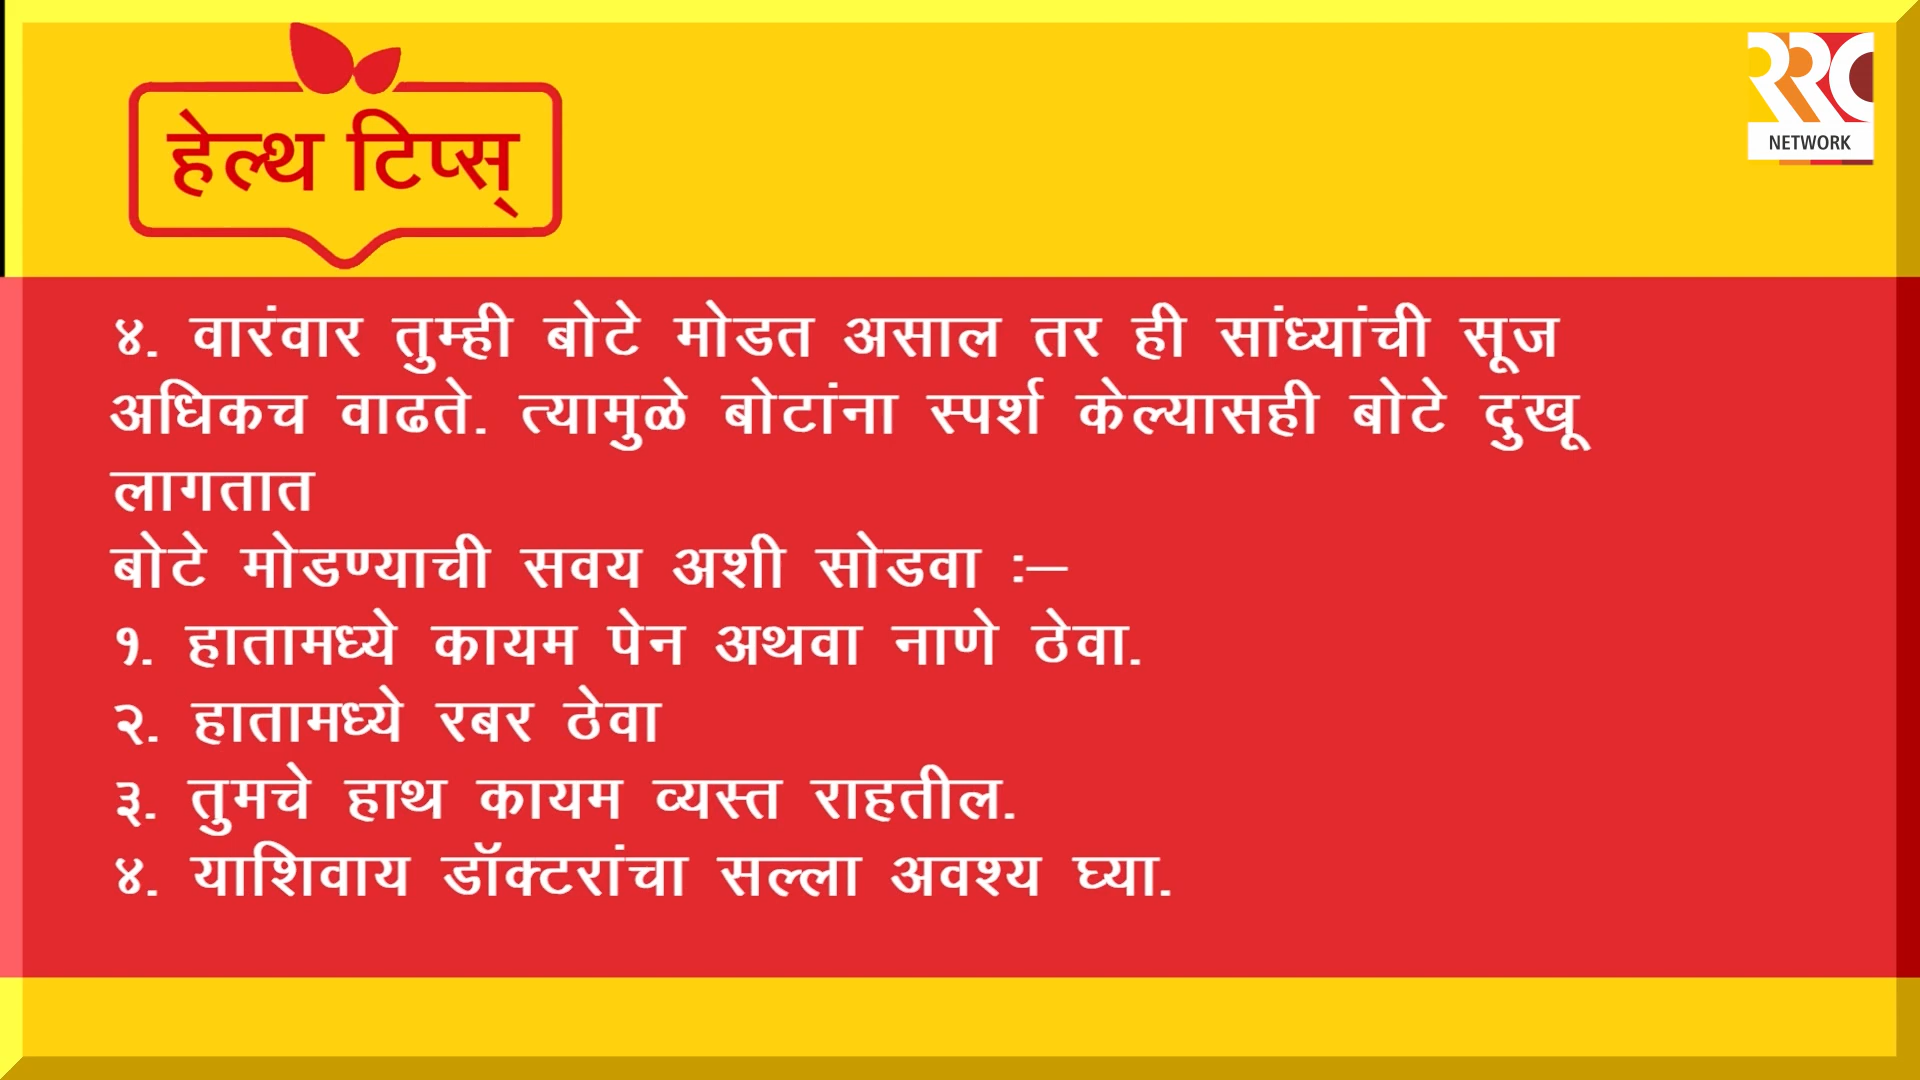 हेल्थ टिप्स्
RRC
NETWORK
४. वारंवार तुम्ही बोटे मोडत असाल तर ही सांध्यांची सूज
अधिकच वाढते. त्यामुळे बोटांना स्पर्श केल्यासही बोटे दुखू
लागतात
बोटे मोडण्याची सवय अशी सोडवा :–
१. हातामध्ये कायम पेन अथवा नाणे ठेवा.
२. हातामध्ये रबर ठेवा
३. तुमचे हाथ कायम व्यस्त राहतील.
४. याशिवाय डॉक्टरांचा सल्ला अवश्य घ्या.